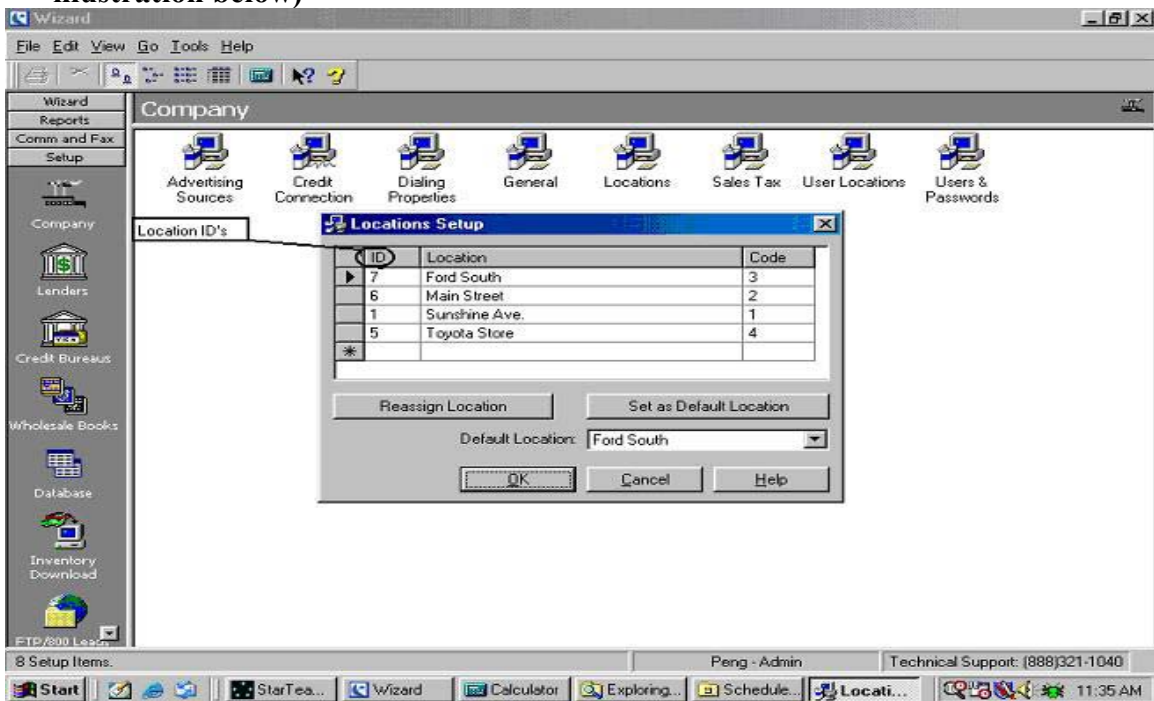 Wizard
File Edit View Go Tools Help
Wizard
Reports
Comm and Fax
Setup
Company
Lenders
Credit Bureaus
Wholesale Books
Database
Inventory
Download
FTP/800
Company
Advertising Sources
Credit Connection
Dialing Properties
General
Locations
Sales Tax
User Locations
Users & Passwords
Location ID's
Locations Setup
ID Location Code
7 Ford South 3
6 Main Street 2
1 Sunshine Ave. 1
5 Toyota Store 4
Reassign Location Set as Default Location
Default Location: Ford South
OK Cancel Help
8 Setup Items. Peng - Admin Technical Support: (888)321-1040
Start StarTea... Wizard Calculator Exploring... Schedule... Locati... 11:35 AM